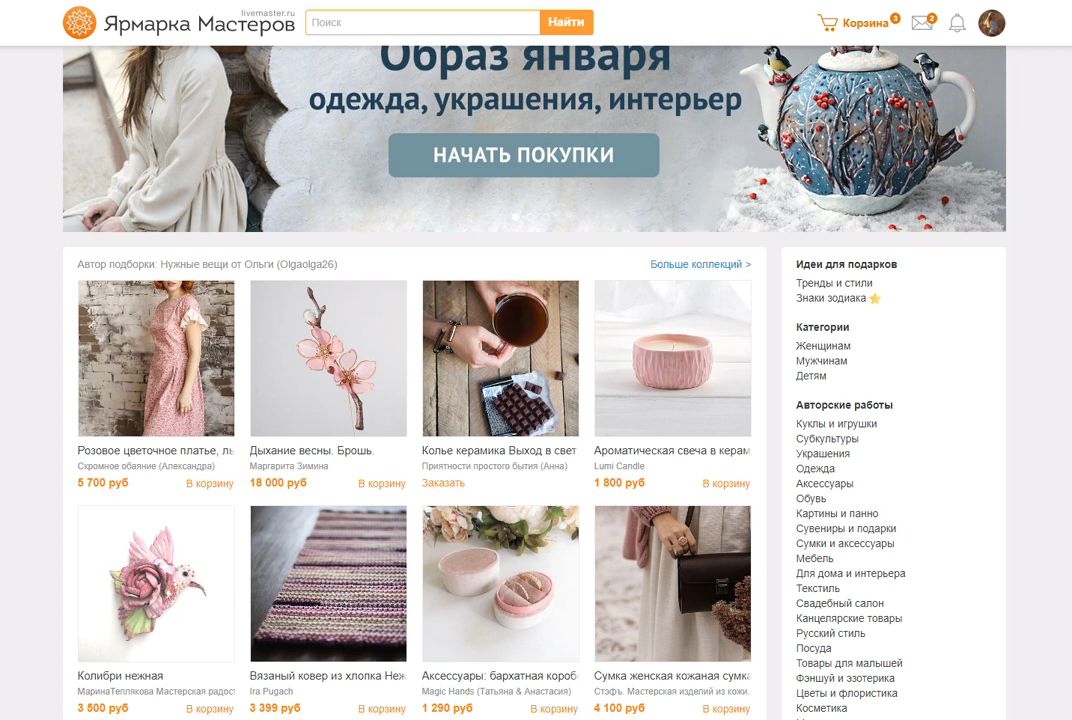 livemaster.ru
Ярмарка Мастеров
Поиск
Найти
Корзина 3
2
Образ января
одежда, украшения, интерьер
НАЧАТЬ ПОКУПКИ
Автор подборки: Нужные вещи от Ольги (Olgaolga26)
Больше коллекций >
Розовое цветочное платье, ль
Скромное обаяние (Александра)
5 700 руб
В корзину
Дыхание весны. Брошь.
Маргарита Зимина
18 000 руб
В корзину
Колье керамика Выход в свет
Приятности простого бытия (Анна)
Заказать
Ароматическая свеча в керам
Lumi Candle
1 800 руб
В корзину
Колибри нежная
МаринаТеплякова Мастерская радост
3 500 руб
В корзину
Вязаный ковер из хлопка Неж
Ira Pugach
3 399 руб
В корзину
Аксессуары: бархатная короб
Magic Hands (Татьяна & Анастасия)
1 290 руб
В корзину
Сумка женская кожаная сумка
Стэфъ. Мастерская изделий из кожи.
4 100 руб
В корзину
Идеи для подарков
Тренды и стили
Знаки зодиака ⭐
Категории
Женщинам
Мужчинам
Детям
Авторские работы
Куклы и игрушки
Субкультуры
Украшения
Одежда
Аксессуары
Обувь
Картины и панно
Сувениры и подарки
Сумки и аксессуары
Мебель
Для дома и интерьера
Текстиль
Свадебный салон
Канцелярские товары
Русский стиль
Посуда
Товары для малышей
Фэншуй и эзотерика
Цветы и флористика
Косметика